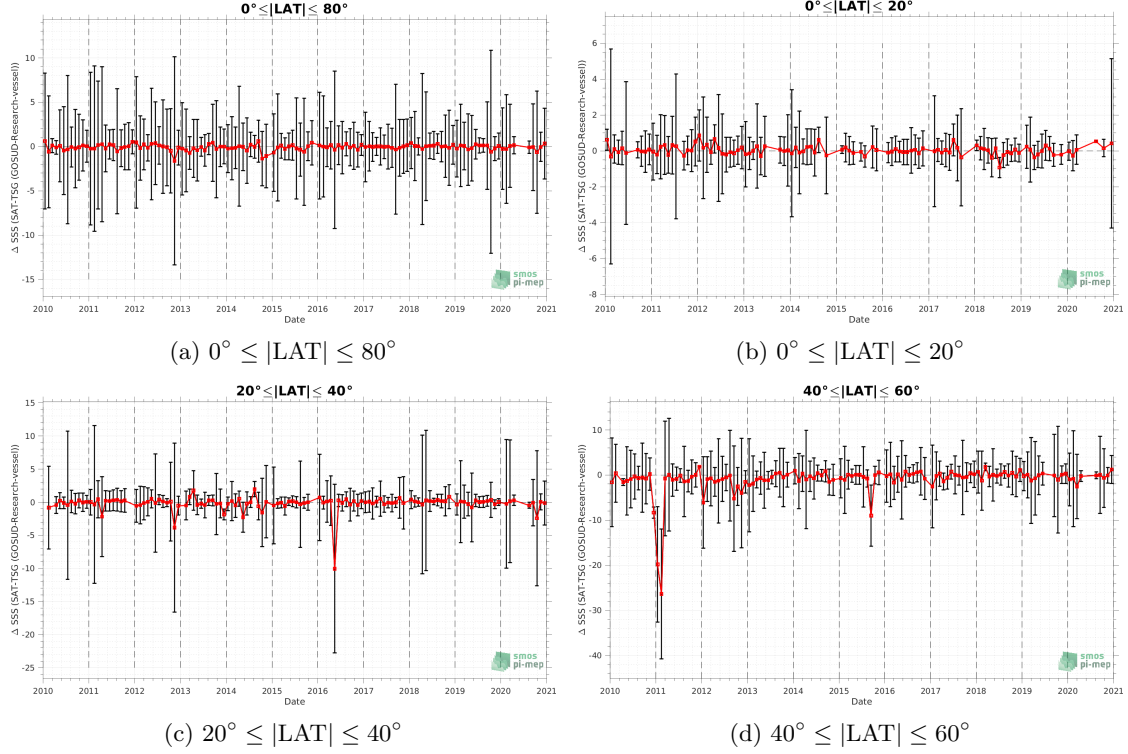 0°≤|LAT|≤ 80°
Δ SSS (SAT-TSG (GOSUD-Research-vessel))
10
5
0
-5
-10
-15
2010 2011 2012 2013 2014 2015 2016 2017 2018 2019 2020 2021
Date
smos
pi-mep
(a) 0° ≤ |LAT| ≤ 80°
0°≤|LAT|≤ 20°
Δ SSS (SAT-TSG (GOSUD-Research-vessel))
6
4
2
0
-2
-4
-6
-8
2010 2011 2012 2013 2014 2015 2016 2017 2018 2019 2020 2021
Date
smos
pi-mep
(b) 0° ≤ |LAT| ≤ 20°
20°≤|LAT|≤ 40°
Δ SSS (SAT-TSG (GOSUD-Research-vessel))
15
10
5
0
-5
-10
-15
-20
-25
2010 2011 2012 2013 2014 2015 2016 2017 2018 2019 2020 2021
Date
smos
pi-mep
(c) 20° ≤ |LAT| ≤ 40°
40°≤|LAT|≤ 60°
Δ SSS (SAT-TSG (GOSUD-Research-vessel))
10
0
-10
-20
-30
-40
2010 2011 2012 2013 2014 2015 2016 2017 2018 2019 2020 2021
Date
smos
pi-mep
(d) 40° ≤ |LAT| ≤ 60°